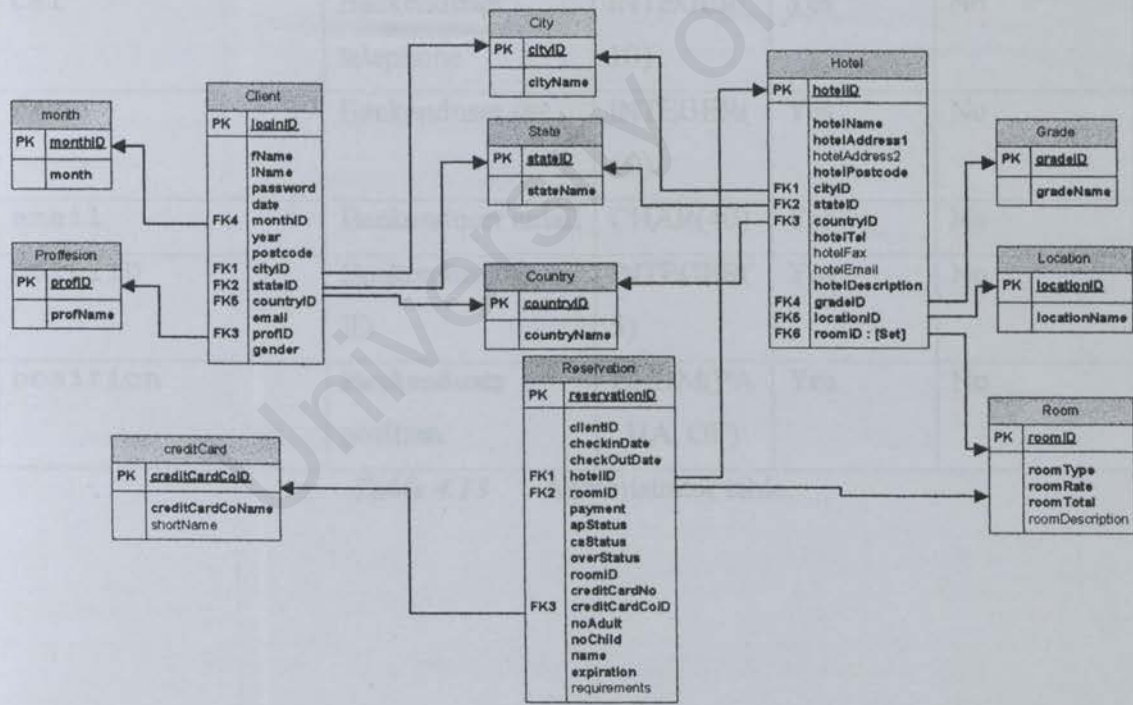 City
PK cityID
cityName
Client
PK loginID
fName
lName
password
date
FK4 monthID
year
postcode
FK1 cityID
FK2 stateID
FK5 countryID
email
FK3 profID
gender
month
PK monthID
month
Proffesion
PK profID
profName
State
PK stateID
stateName
Country
PK countryID
countryName
Hotel
PK hotelID
hotelName
hotelAddress1
hotelAddress2
hotelPostcode
FK1 cityID
FK2 stateID
FK3 countryID
hotelTel
hotelFax
hotelEmail
hotelDescription
FK4 gradeID
FK5 locationID
FK6 roomID : [Set]
Grade
PK gradeID
gradeName
Location
PK locationID
locationName
Reservation
PK reservationID
clientID
checkinDate
checkOutDate
FK1 hotelID
FK2 roomID
payment
apStatus
caStatus
overStatus
roomID
creditCardNo
FK3 creditCardCoID
noAdult
noChild
name
expiration
requirements
creditCard
PK creditCardCoID
creditCardCoName
shortName
Room
PK roomID
roomType
roomRate
roomTotal
roomDescription
University of